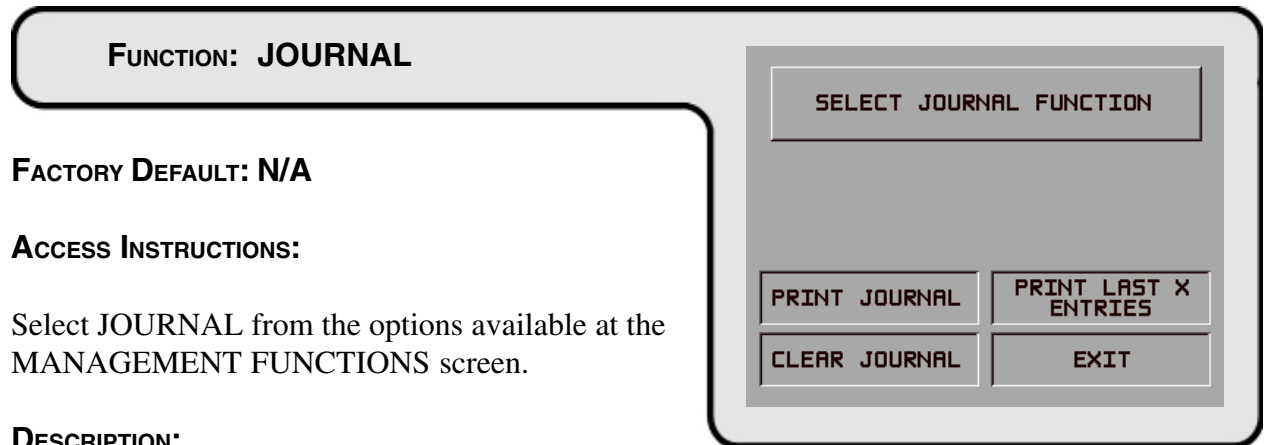 FUNCTION: JOURNAL
FACTORY DEFAULT: N/A
ACCESS INSTRUCTIONS:
Select JOURNAL from the options available at the
MANAGEMENT FUNCTIONS screen.
DESCRIPTION:
SELECT JOURNAL FUNCTION
PRINT JOURNAL
PRINT LAST X
ENTRIES
CLEAR JOURNAL
EXIT